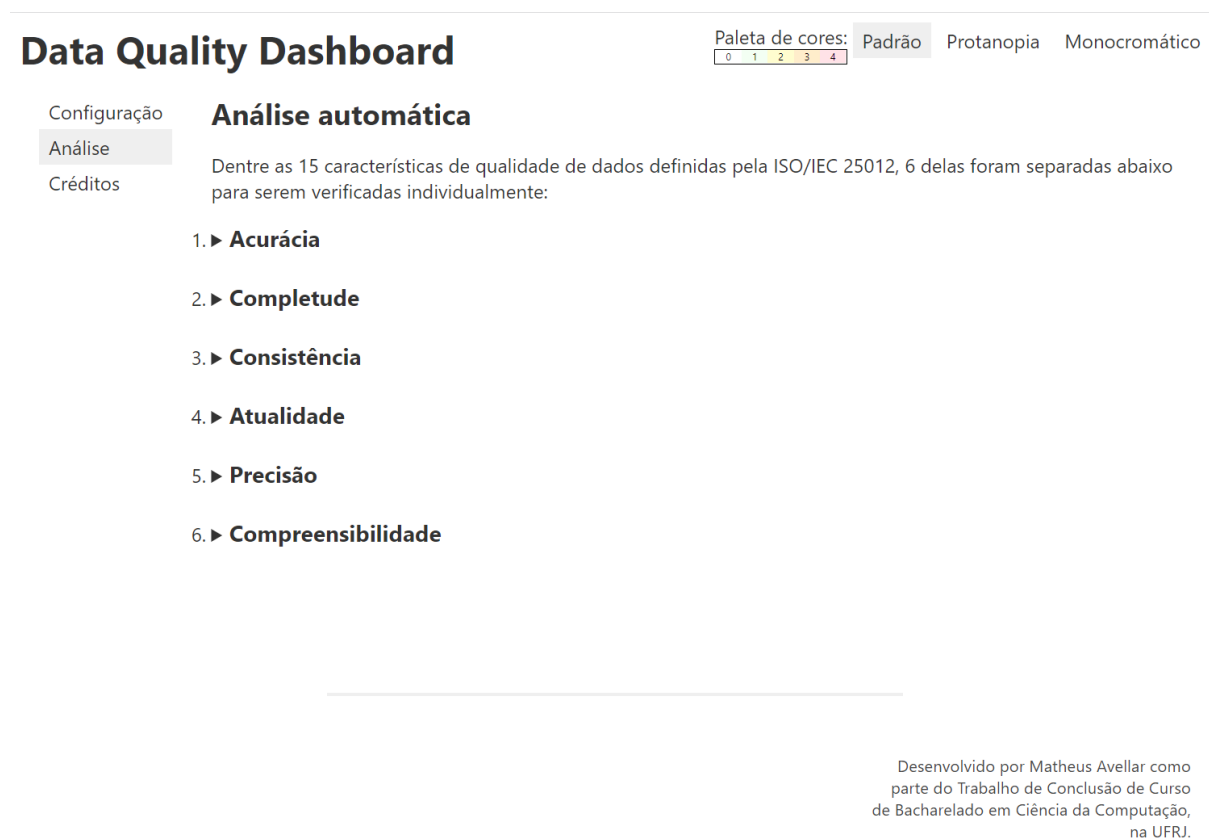 Data Quality Dashboard
Paleta de cores:
0 1 2 3 4
Padrão
Protanopia
Monocromático
Configuração
Análise
Créditos
Análise automática
Dentre as 15 características de qualidade de dados definidas pela ISO/IEC 25012, 6 delas foram separadas abaixo
para serem verificadas individualmente:
1. ▶ Acurácia
2. ▶ Completude
3. ▶ Consistência
4. ▶ Atualidade
5. ▶ Precisão
6. ▶ Compreensibilidade
Desenvolvido por Matheus Avellar como
parte do Trabalho de Conclusão de Curso
de Bacharelado em Ciência da Computação,
na UFRJ.